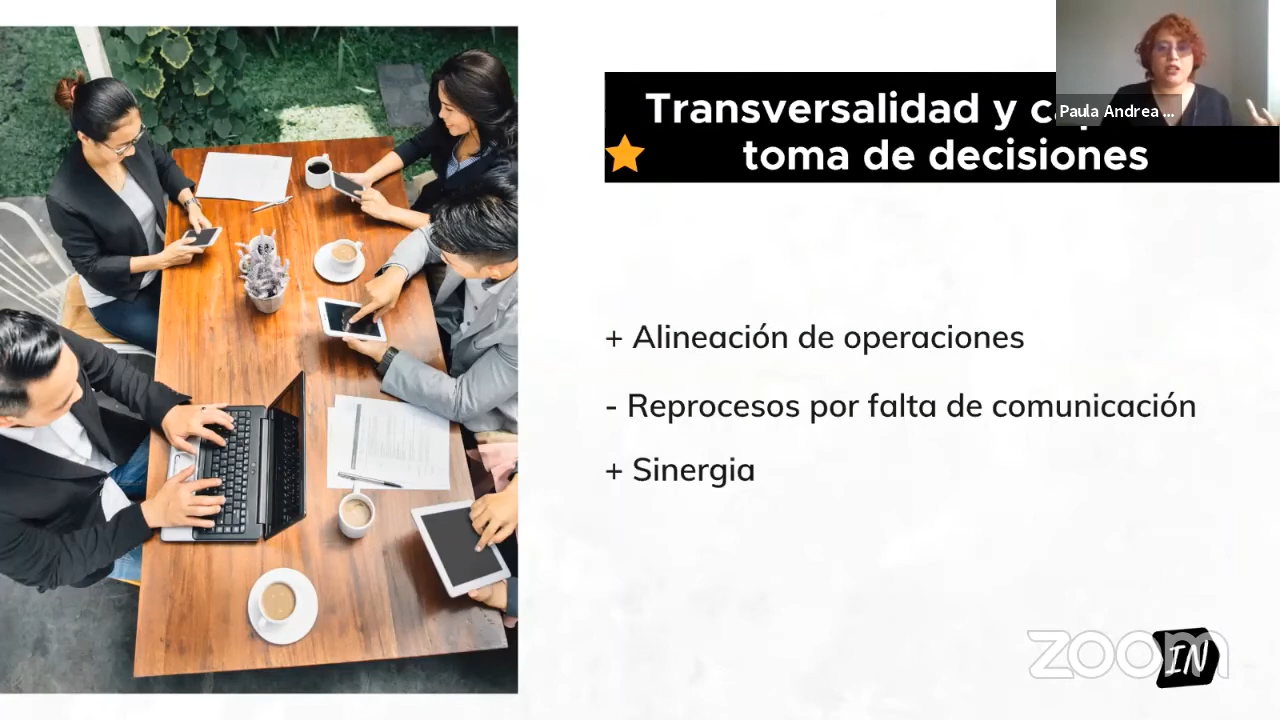 Transversalidad y
toma de decisiones
Paula Andrea ...
+ Alineación de operaciones
- Reprocesos por falta de comunicación
+ Sinergia
zoom
IN